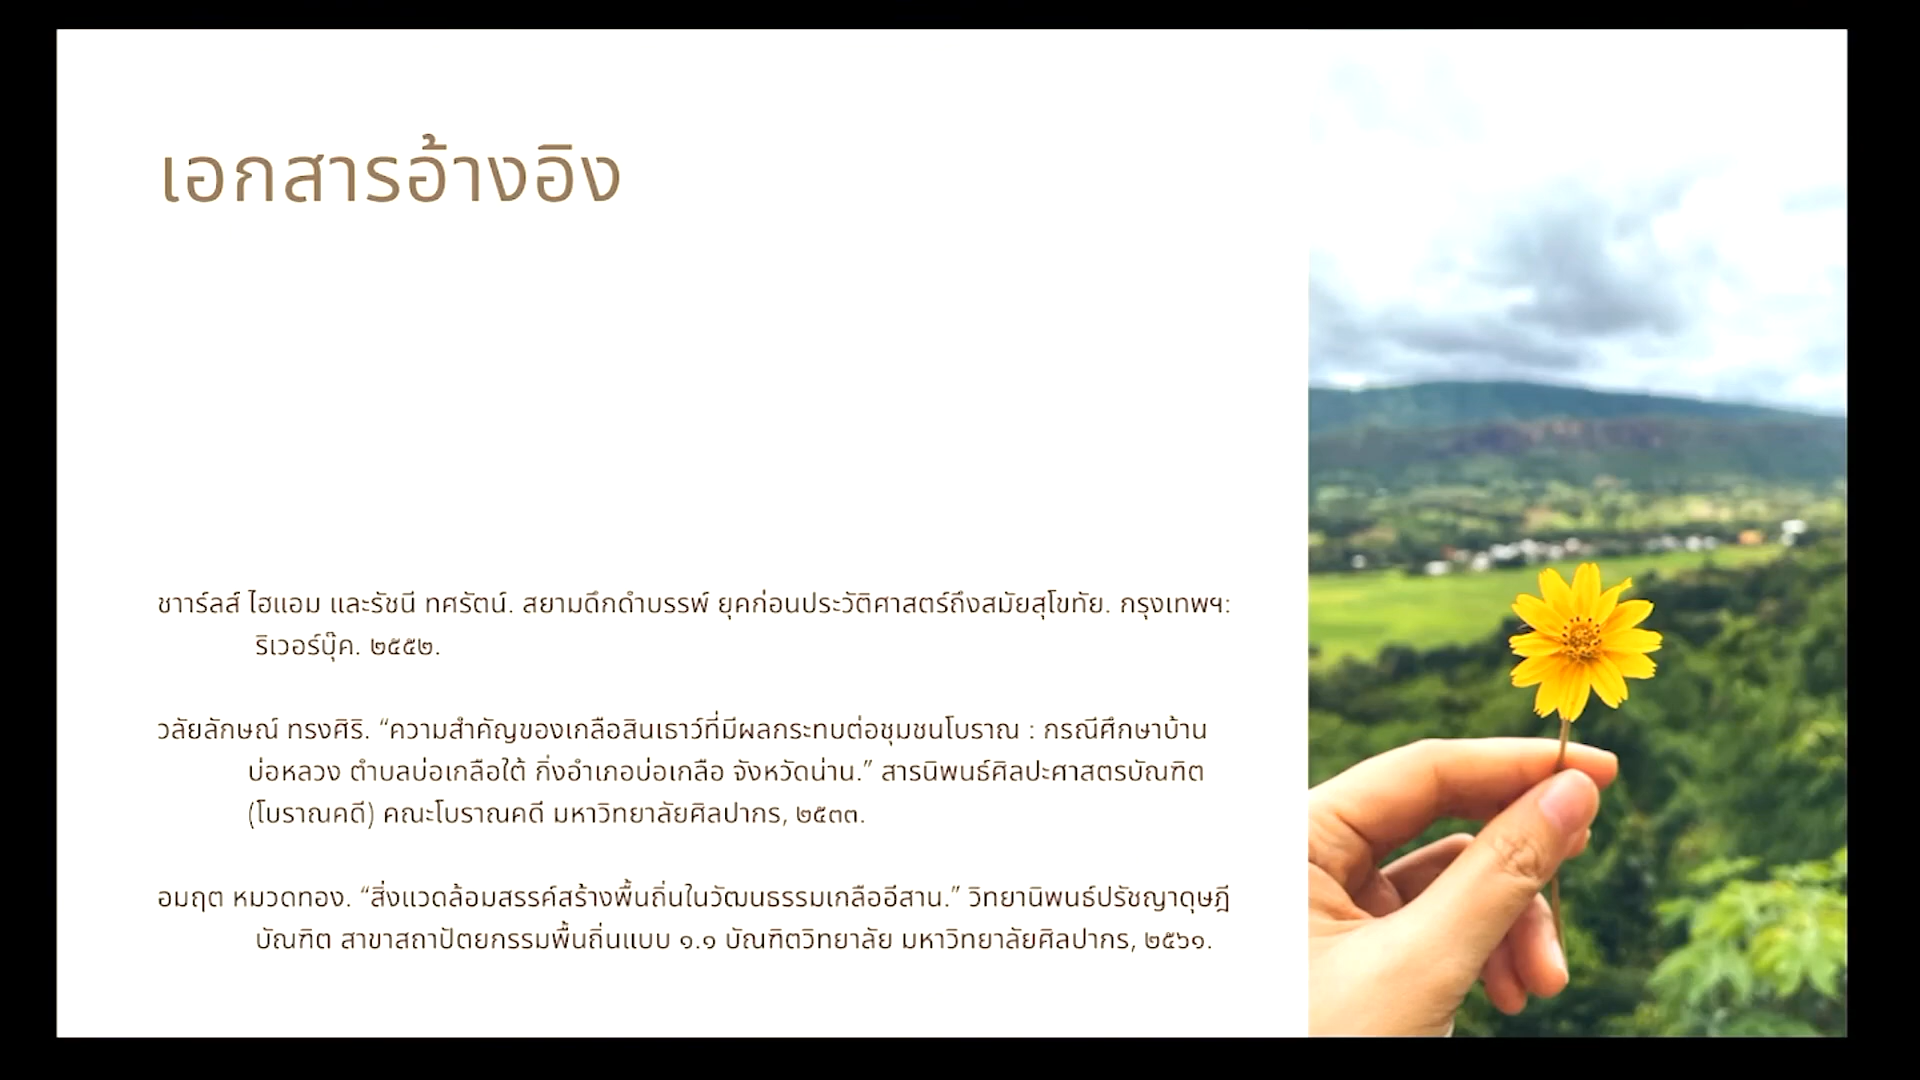 เอกสารอ้างอิง
ชาาร์ลส์ ไฮแอม และรัชนี ทศรัตน์. สยามดึกดำบรรพ์ ยุคก่อนประวัติศาสตร์ถึงสมัยสุโขทัย. กรุงเทพฯ:
ริเวอร์บุ๊ค. ๒๕๕๒.
วลัยลักษณ์ ทรงศิริ. “ความสำคัญของเกลือสินเธาว์ที่มีผลกระทบต่อชุมชนโบราณ : กรณีศึกษาบ้าน
บ่อหลวง ตำบลบ่อเกลือใต้ กิ่งอำเภอบ่อเกลือ จังหวัดน่าน.” สารนิพนธ์ศิลปะศาสตรบัณฑิต
(โบราณคดี) คณะโบราณคดี มหาวิทยาลัยศิลปากร, ๒๕๓๓.
อมฤต หมวดทอง. “สิ่งแวดล้อมสรรค์สร้างพื้นถิ่นในวัฒนธรรมเกลืออีสาน.” วิทยานิพนธ์ปรัชญาดุษฎี
บัณฑิต สาขาสถาปัตยกรรมพื้นถิ่นแบบ ๑.๑ บัณฑิตวิทยาลัย มหาวิทยาลัยศิลปากร, ๒๕๖๑.